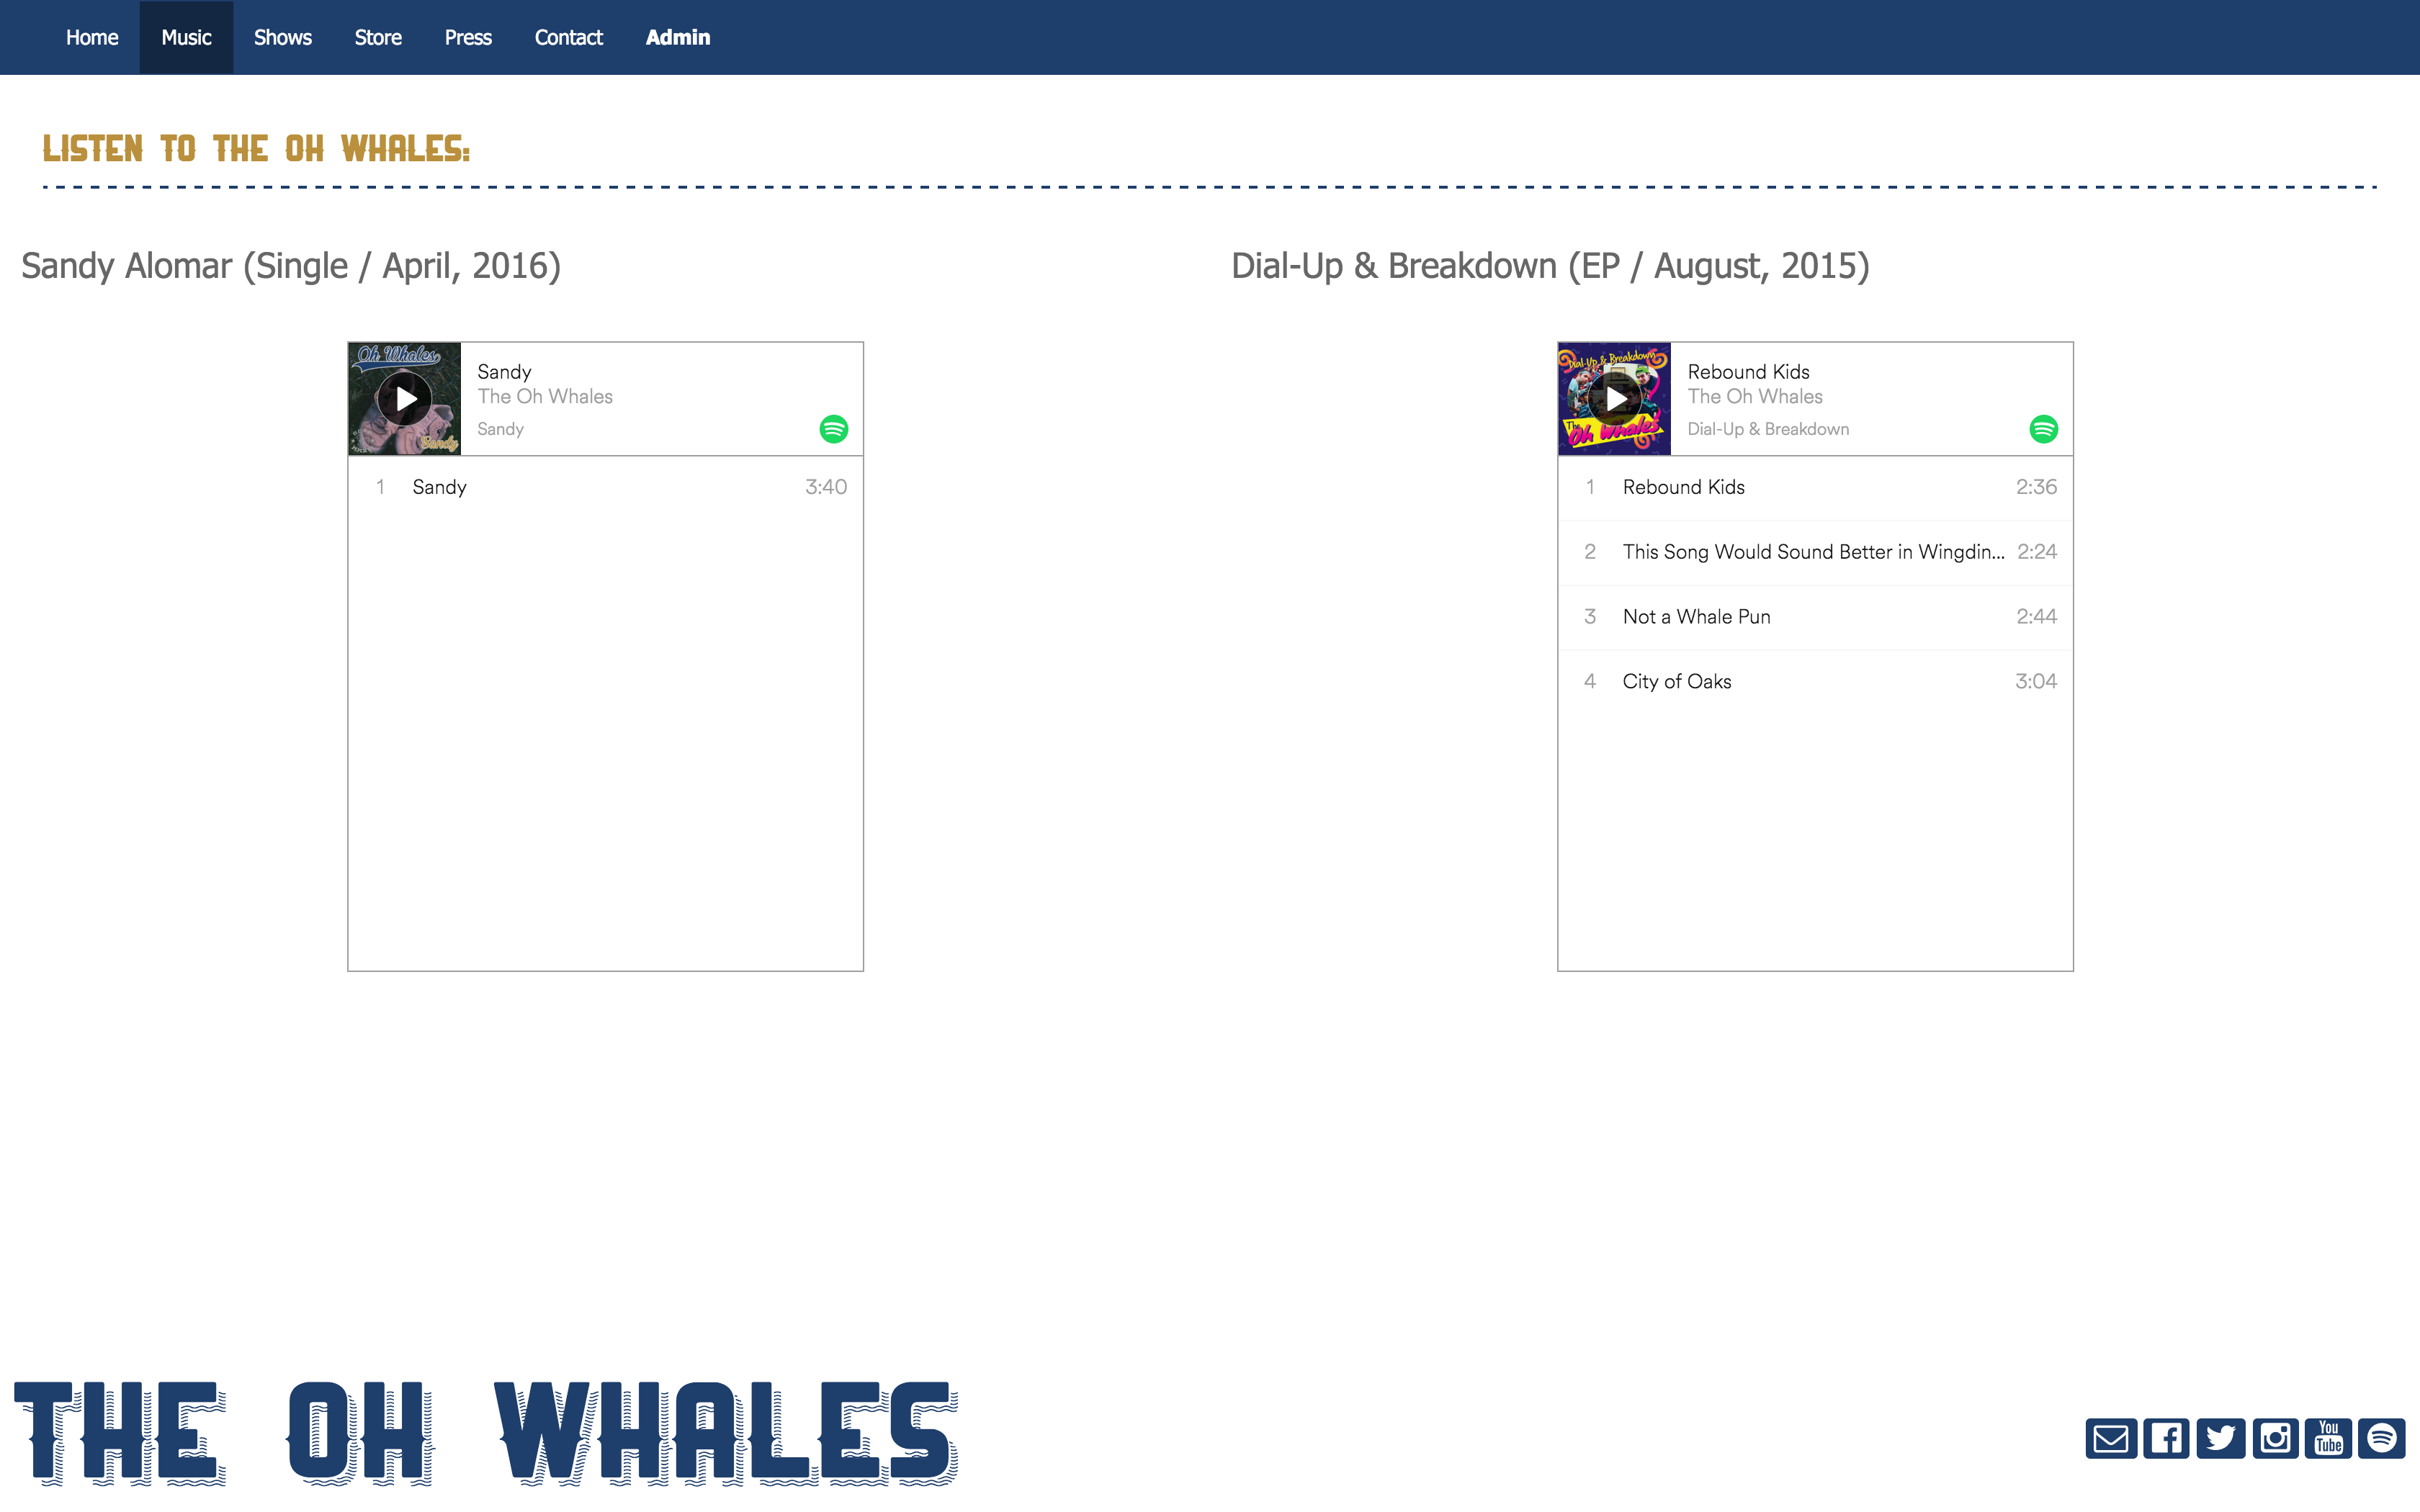 Home Music Shows Store Press Contact Admin
LISTEN TO THE OH WHALES:
Sandy Alomar (Single / April, 2016)
Oh Whales
Sandy
Sandy
The Oh Whales
Sandy
1 Sandy 3:40
Dial-Up & Breakdown (EP / August, 2015)
Dial-Up & Breakdown
The
Oh Whales
Rebound Kids
The Oh Whales
Dial-Up & Breakdown
1 Rebound Kids 2:36
2 This Song Would Sound Better in Wingdin... 2:24
3 Not a Whale Pun 2:44
4 City of Oaks 3:04
THE OH WHALES
You
Tube